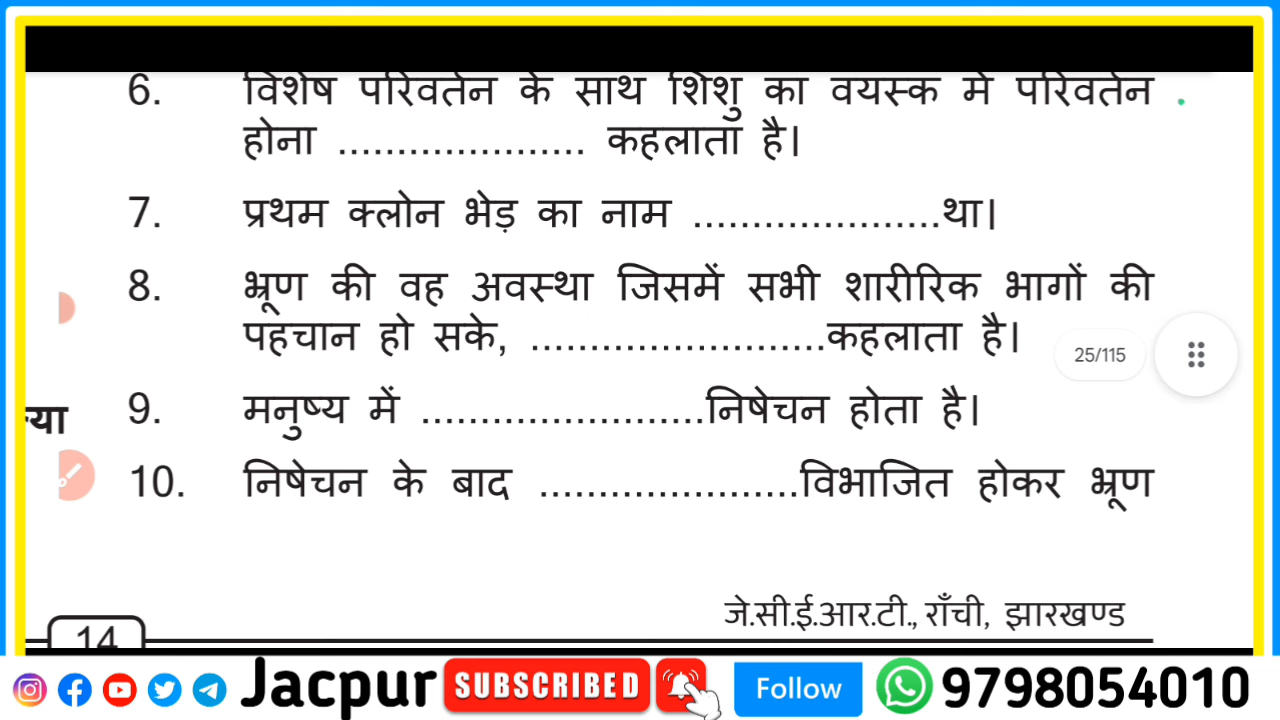 6. विशेष परिवर्तन के साथ शिशु का वयस्क में परिवर्तन
होना ..................... कहलाता है।
7. प्रथम क्लोन भेड़ का नाम .....................था।
8. भ्रूण की वह अवस्था जिसमें सभी शारीरिक भागों की
पहचान हो सके, .........................कहलाता है।
25/115
9. मनुष्य में ........................निषेचन होता है।
10. निषेचन के बाद ......................विभाजित होकर भ्रूण
जे.सी.ई.आर.टी., राँची, झारखण्ड
14
Jacpur SUBSCRIBED Follow 9798054010